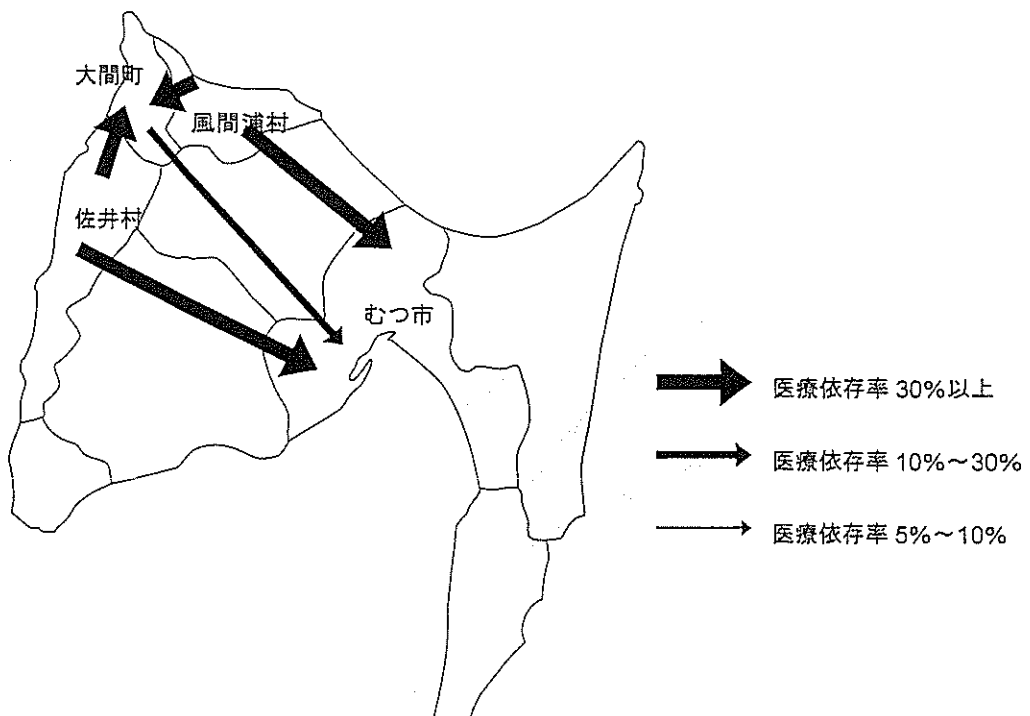 大間町
風間浦村
佐井村
むつ市
医療依存率 30%以上
医療依存率 10%～30%
医療依存率 5%～10%